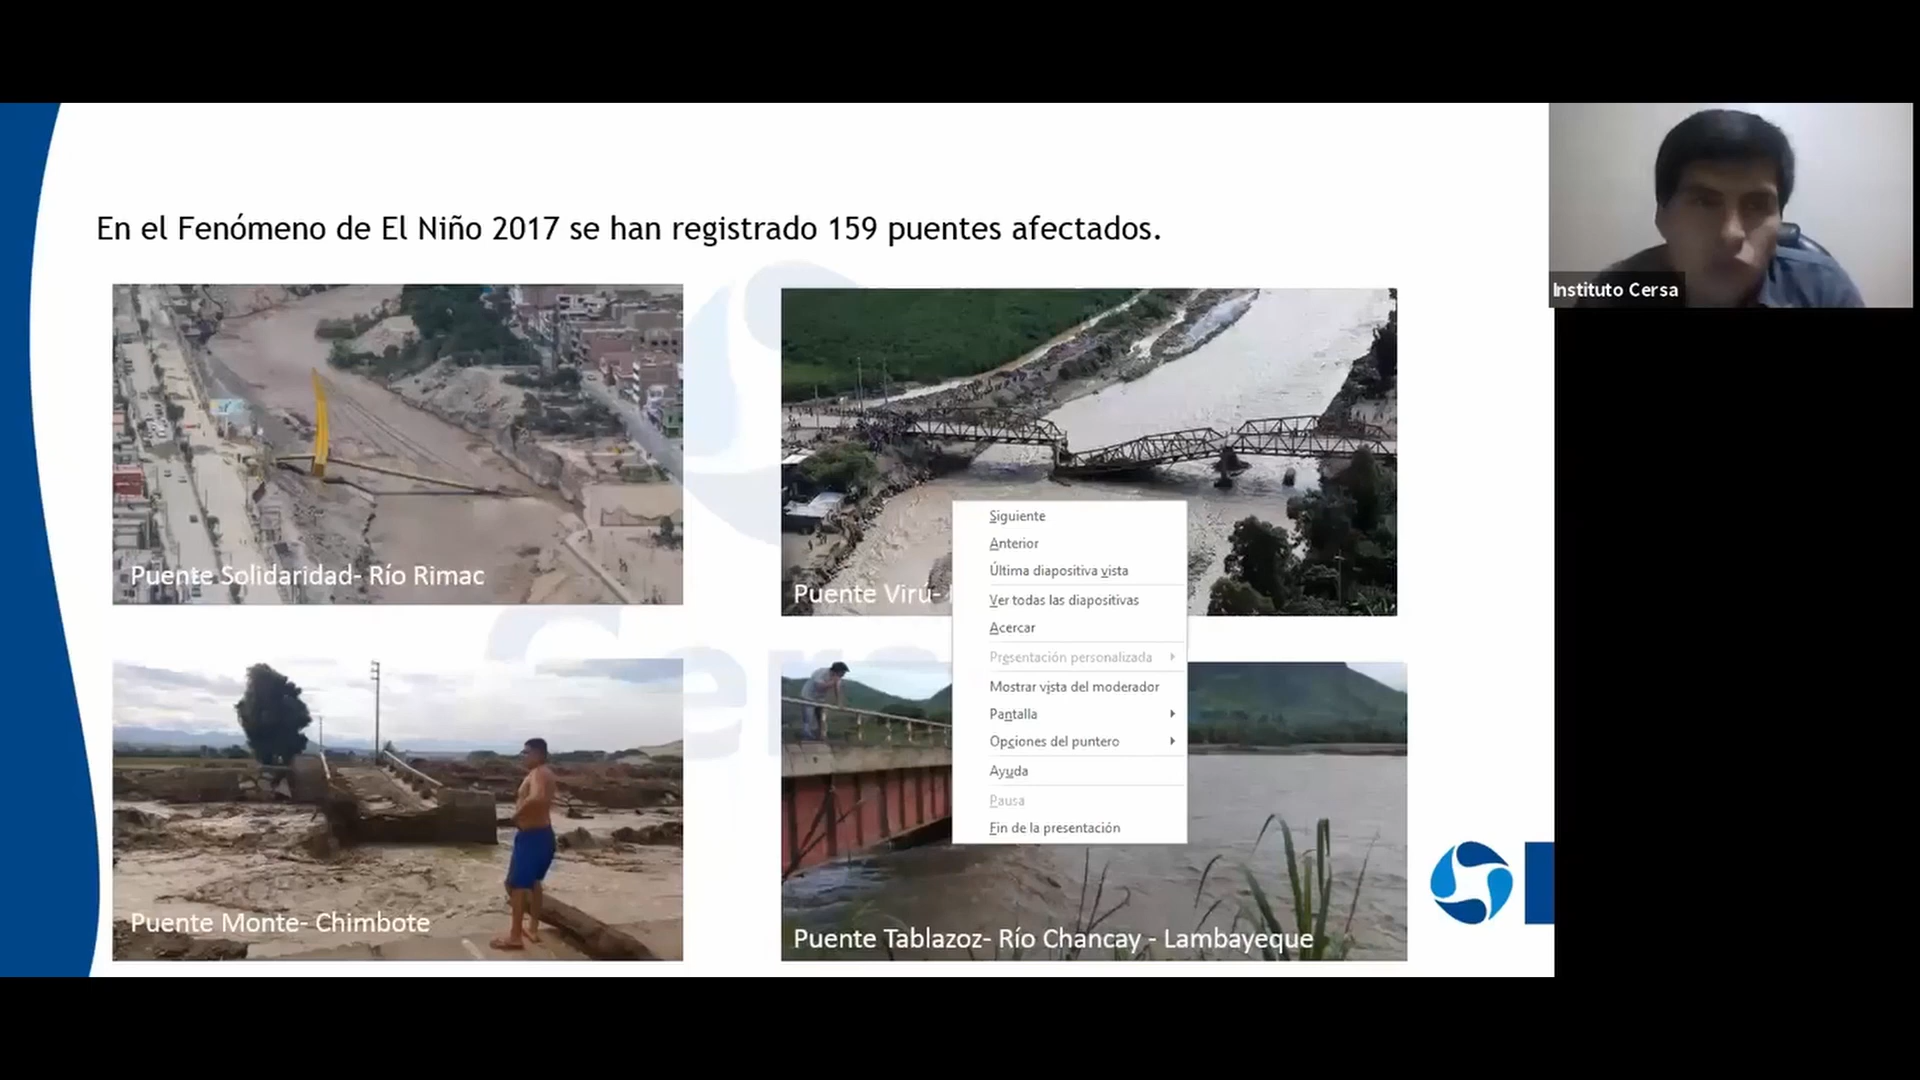 En el Fenómeno de El Niño 2017 se han registrado 159 puentes afectados.
Instituto Cersa
Puente Solidaridad- Río Rimac
Puente Virú-
Siguiente
Anterior
Última diapositiva vista
Ver todas las diapositivas
Acercar
Presentación personalizada
Mostrar vista del moderador
Pantalla
Opciones del puntero
Ayuda
Pausa
Fin de la presentación
Puente Monte- Chimbote
Puente Tablazoz- Río Chancay - Lambayeque